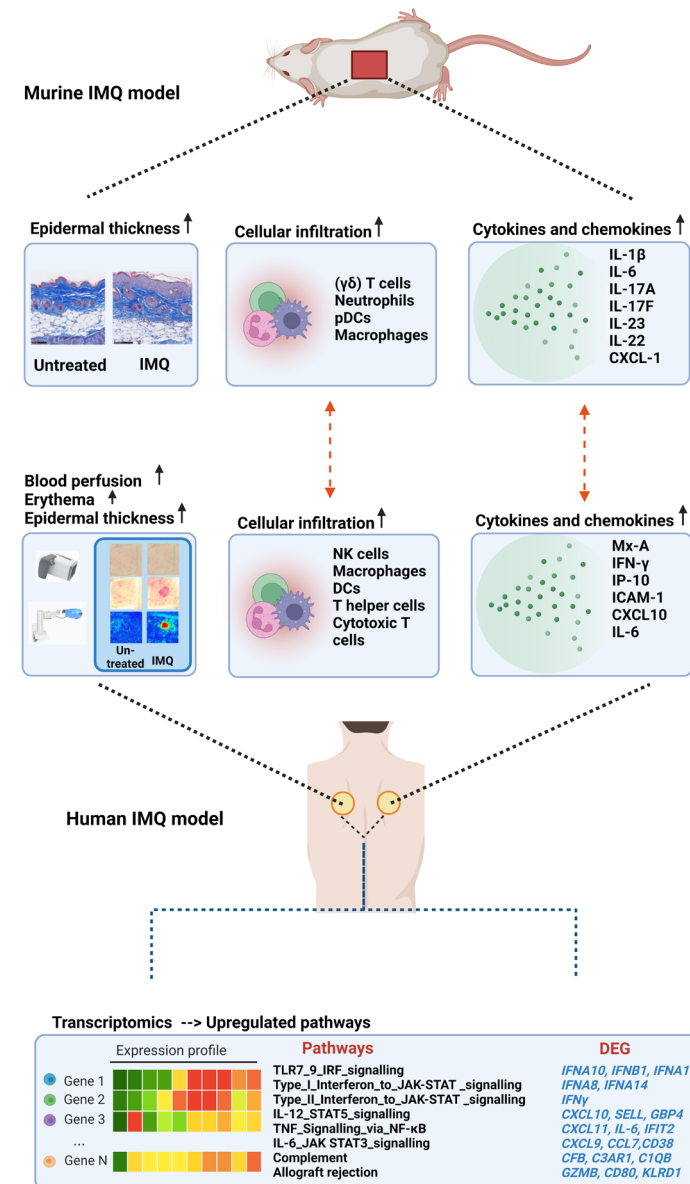 Murine IMQ model
Epidermal thickness
Cellular infiltration
Cytokines and chemokines
Untreated
IMQ
(γδ) T cells
Neutrophils
pDCs
Macrophages
IL-1β
IL-6
IL-17A
IL-17F
IL-23
IL-22
CXCL-1
Blood perfusion
Erythema
Epidermal thickness
Cellular infiltration
Cytokines and chemokines
Un-
treated
IMQ
NK cells
Macrophages
DCs
T helper cells
Cytotoxic T
cells
Mx-A
IFN-γ
IP-10
ICAM-1
CXCL10
IL-6
Human IMQ model
Transcriptomics --> Upregulated pathways
Expression profile
Gene 1
Gene 2
Gene 3
...
Gene N
Pathways
TLR7_9_IRF_signalling
Type_I_Interferon_to_JAK-STAT _signalling
Type_II_Interferon_to_JAK-STAT _signalling
IL-12_STAT5_signalling
TNF_Signalling_via_NF-κB
IL-6_JAK STAT3_signalling
Complement
Allograft rejection
DEG
IFNA10, IFNB1, IFNA1
IFNA8, IFNA14
IFNγ
CXCL10, SELL, GBP4
CXCL11, IL-6, IFIT2
CXCL9, CCL7,CD38
CFB, C3AR1, C1QB
GZMB, CD80, KLRD1